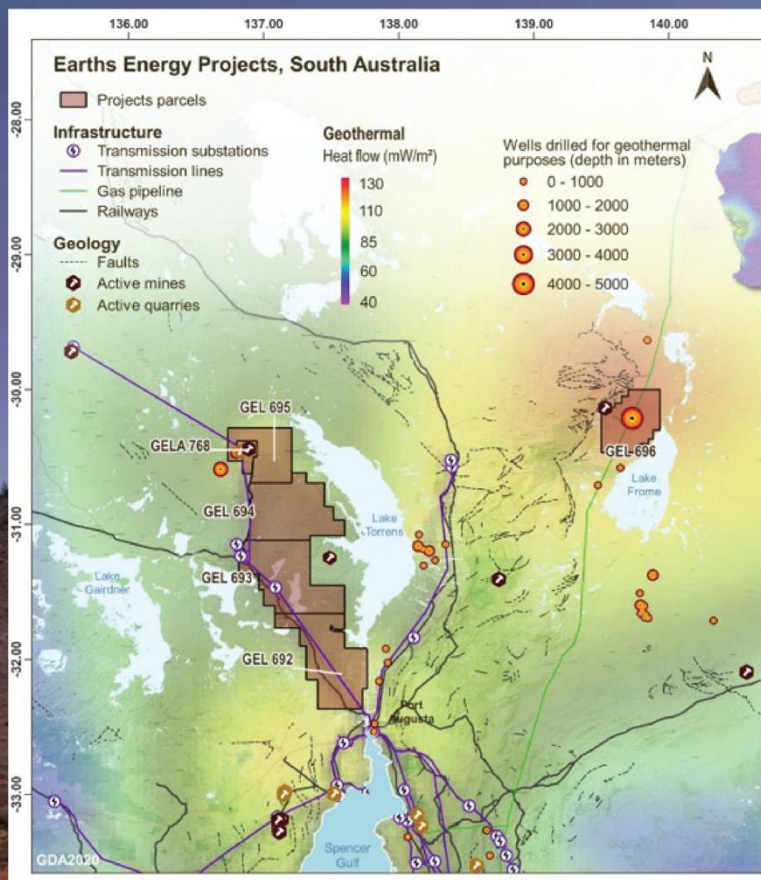 136.00
137.00
138.00
139.00
140.00
Earths Energy Projects, South Australia
N
Projects parcels
Infrastructure
Transmission substations
Transmission lines
Gas pipeline
Railways
Geology
Faults
Active mines
Active quarries
Geothermal
Heat flow (mW/m²)
130
110
85
60
40
Wells drilled for geothermal
purposes (depth in meters)
0 - 1000
1000 - 2000
2000 - 3000
3000 - 4000
4000 - 5000
-28.00
-29.00
-30.00
-31.00
-32.00
-33.00
GEL 695
GELA 768
GEL 694
GEL 693
GEL 692
GEL 696
Lake
Frome
Lake
Torrens
Lake
Gairdner
Port
Augusta
Spencer
Gulf
GDA2020